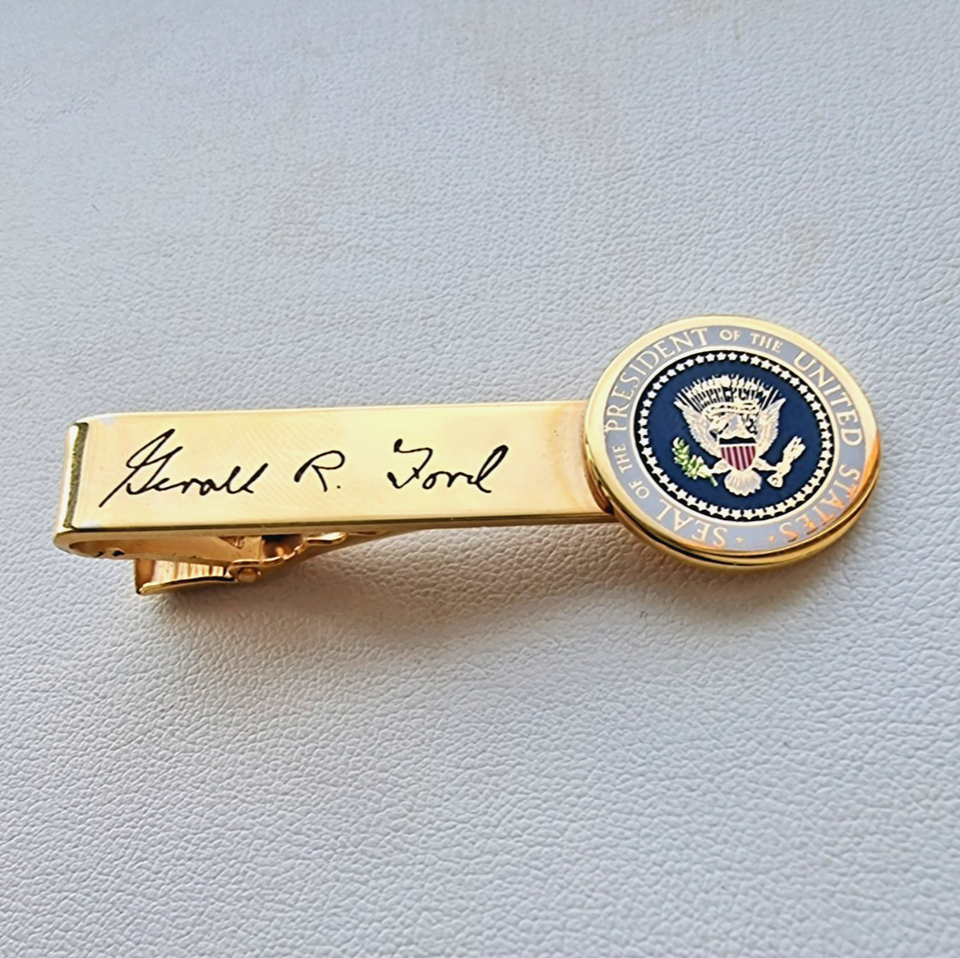 Gerald R. Ford
SEAL OF THE PRESIDENT OF THE UNITED STATES